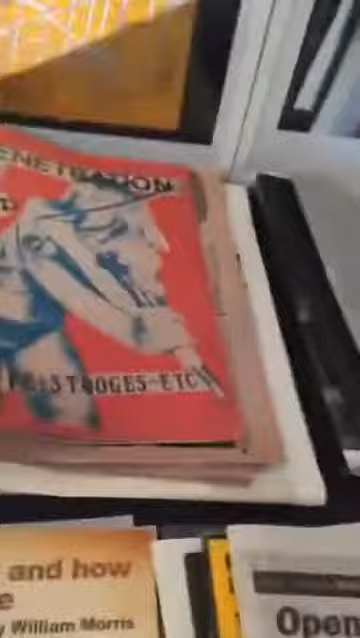 ENETRATION
STOOGES-ETC
and how
e
y William Morris
Open